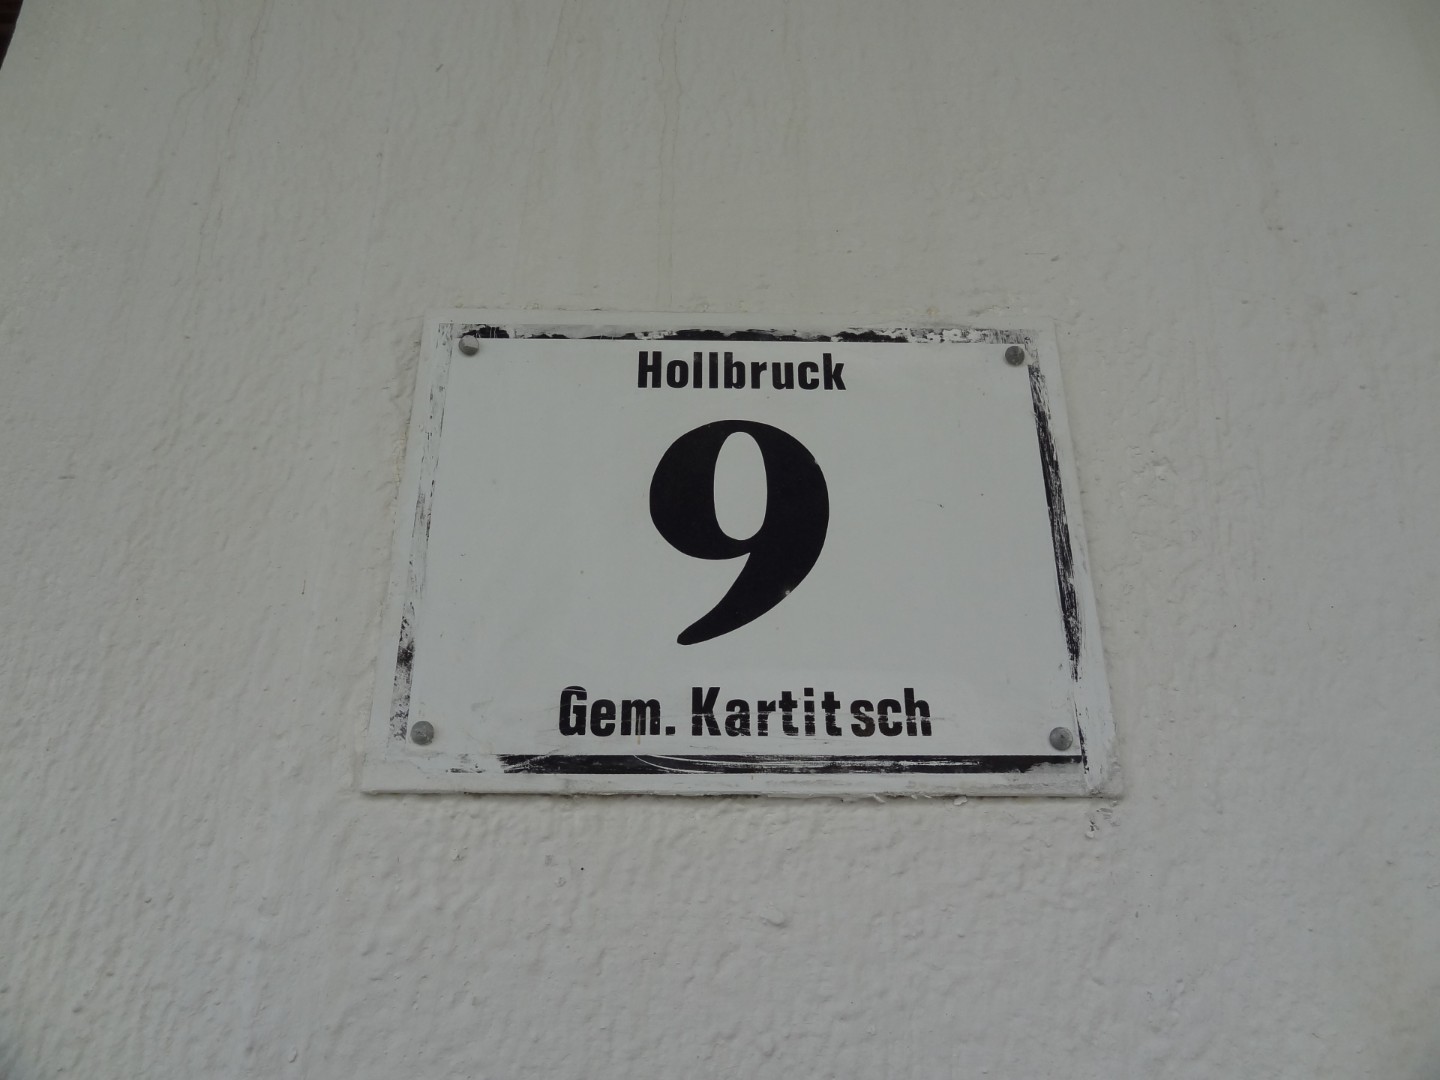 Hollbruck
9
Gem. Kartitsch